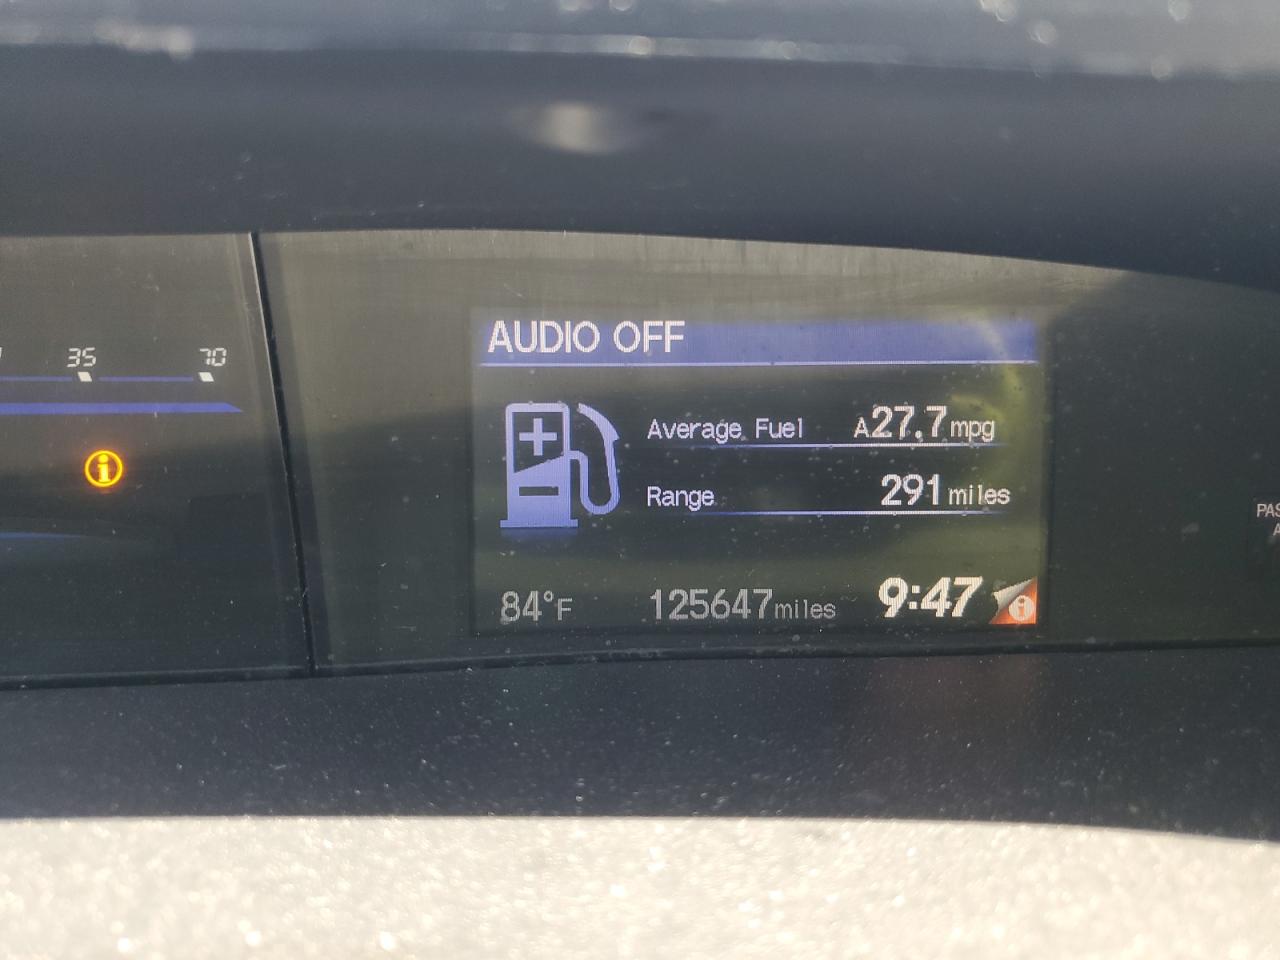 35 70
AUDIO OFF
Average Fuel A27.7mpg
Range 291 miles
84°F 125647miles 9:47